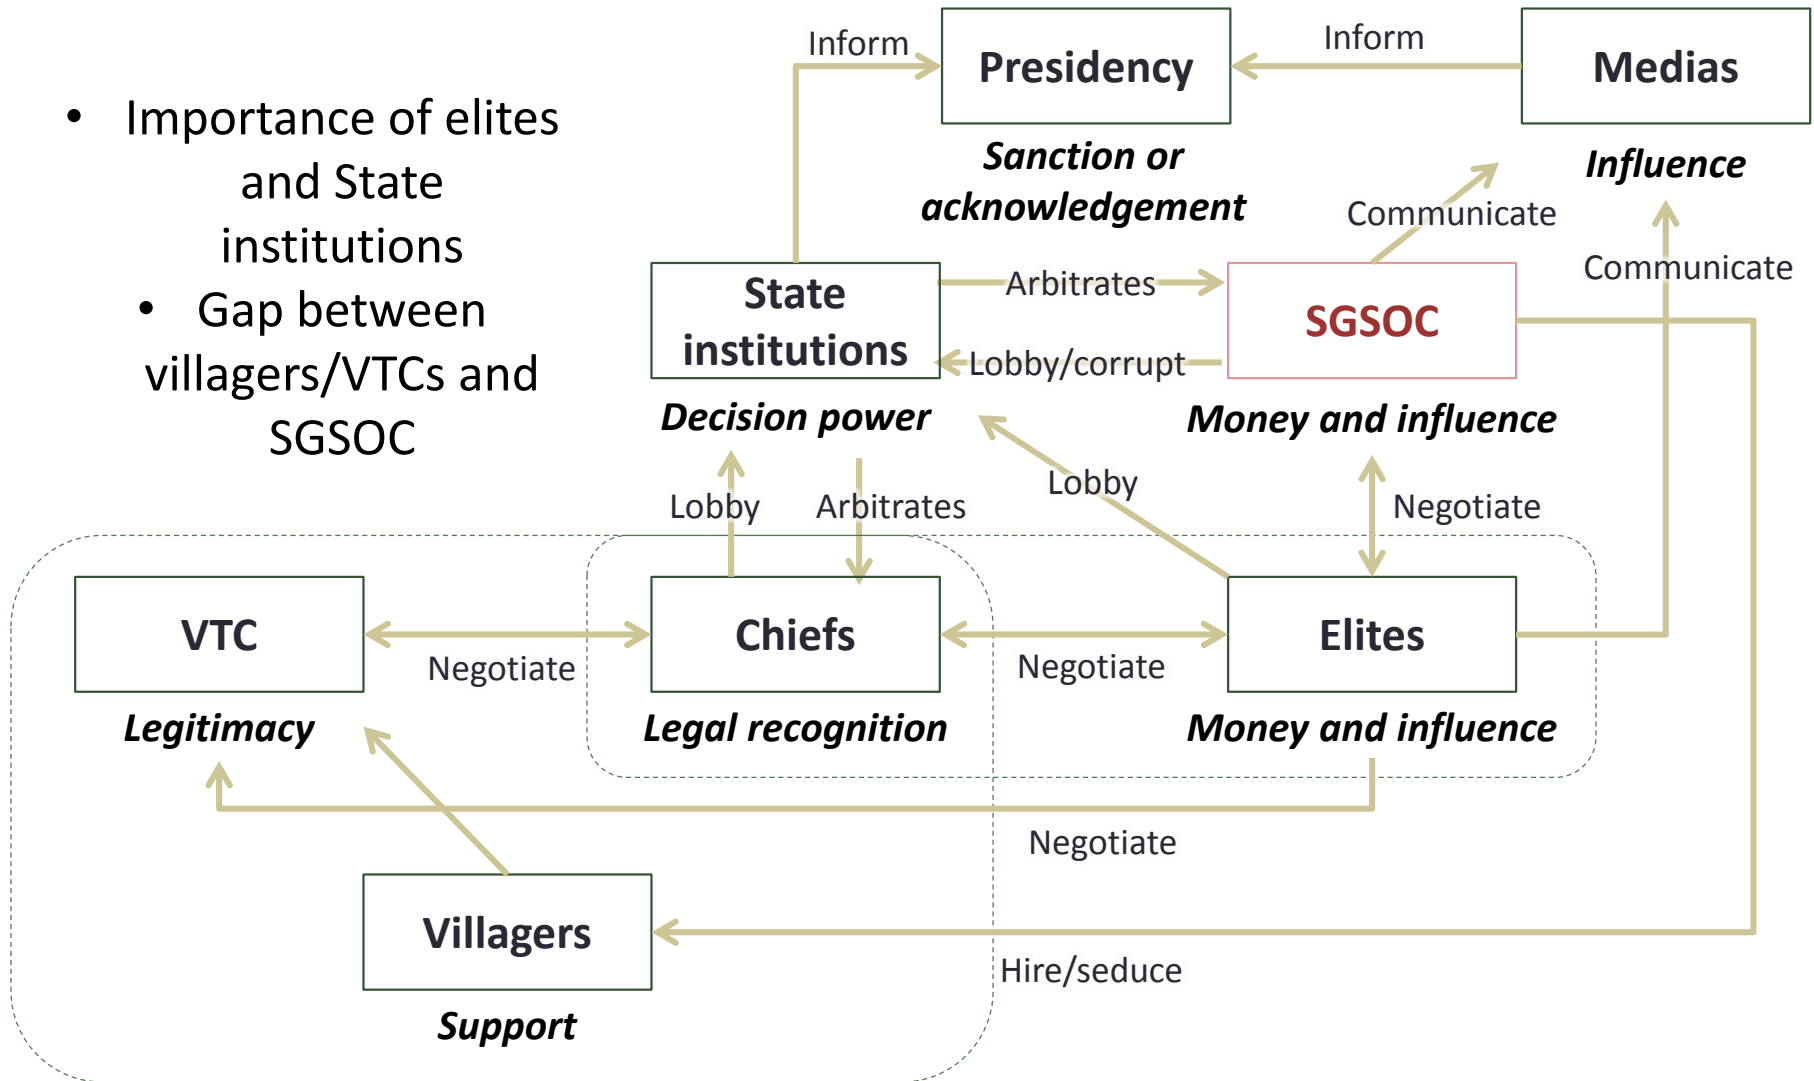 Inform
Presidency
Inform
Medias
• Importance of elites
and State
institutions
• Gap between
villagers/VTCs and
SGSOC
Sanction or
acknowledgement
Influence
Communicate
Communicate
State
institutions
Arbitrates
SGSOC
Lobby/corrupt
Decision power
Money and influence
Lobby
Arbitrates
Lobby
Negotiate
VTC
Chiefs
Elites
Negotiate
Negotiate
Legitimacy
Legal recognition
Money and influence
Negotiate
Villagers
Hire/seduce
Support